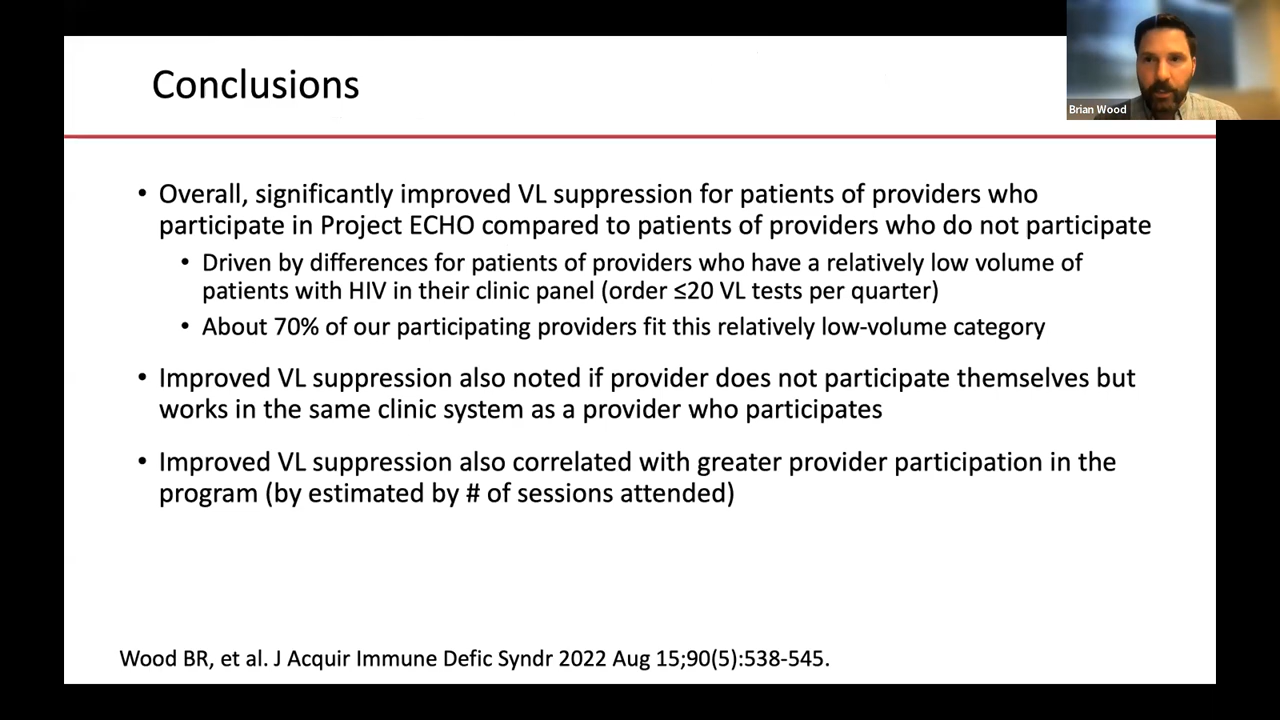 Conclusions
Brian Wood
• Overall, significantly improved VL suppression for patients of providers who
participate in Project ECHO compared to patients of providers who do not participate
• Driven by differences for patients of providers who have a relatively low volume of
patients with HIV in their clinic panel (order ≤20 VL tests per quarter)
• About 70% of our participating providers fit this relatively low-volume category
• Improved VL suppression also noted if provider does not participate themselves but
works in the same clinic system as a provider who participates
• Improved VL suppression also correlated with greater provider participation in the
program (by estimated by # of sessions attended)
Wood BR, et al. J Acquir Immune Defic Syndr 2022 Aug 15;90(5):538-545.